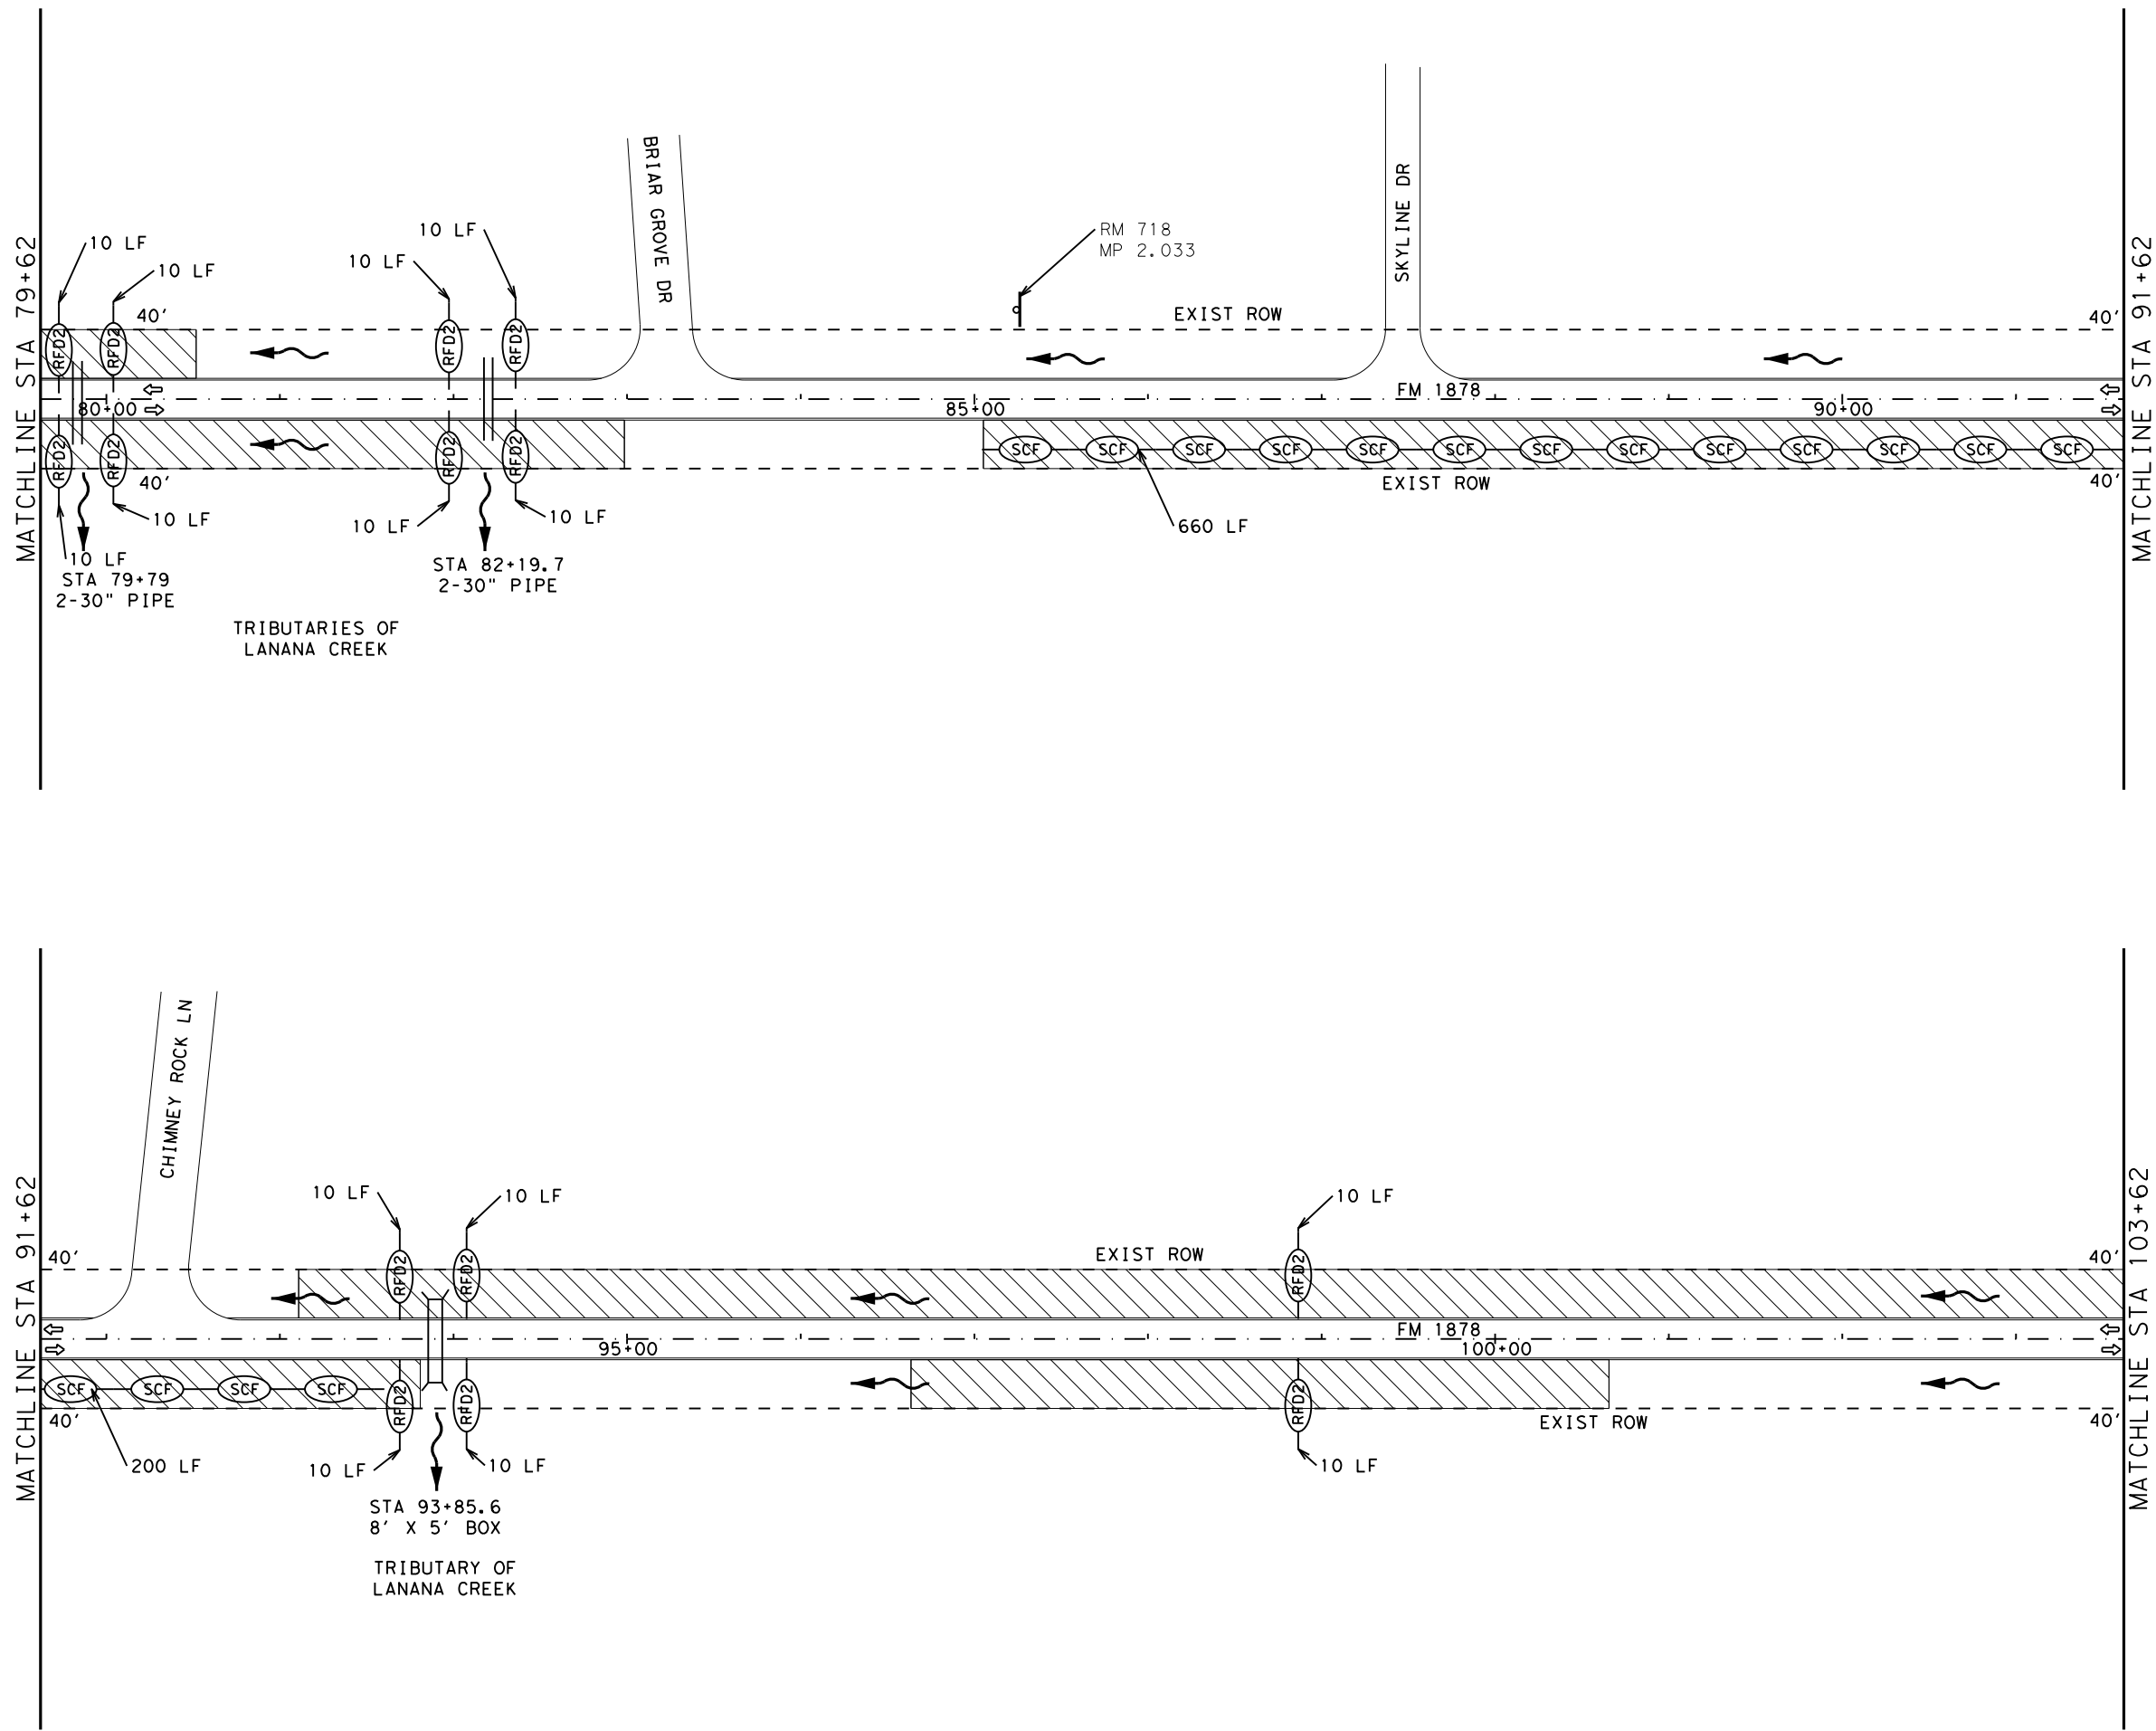 MATCHLINE STA 79+62
10 LF
10 LF
10 LF
10 LF
BRIAR GROVE DR
RM 718
MP 2.033
SKYLINE DR
MATCHLINE STA 91+62
40'
EXIST ROW
40'
RFD2
RFD2
RFD2
RFD2
FM 1878
80+00
85+00
90+00
RFD2
RFD2
RFD2
RFD2
SCF
SCF
SCF
SCF
SCF
SCF
SCF
SCF
SCF
SCF
SCF
SCF
SCF
40'
EXIST ROW
40'
10 LF
10 LF
10 LF
10 LF
660 LF
STA 79+79
2-30" PIPE
STA 82+19.7
2-30" PIPE
TRIBUTARIES OF
LANANA CREEK
MATCHLINE STA 91+62
CHIMNEY ROCK LN
10 LF
10 LF
10 LF
MATCHLINE STA 103+62
40'
EXIST ROW
40'
RFD2
RFD2
RFD2
FM 1878
95+00
100+00
SCF
SCF
SCF
SCF
RFD2
RFD2
RFD2
40'
EXIST ROW
40'
200 LF
10 LF
10 LF
10 LF
STA 93+85.6
8' X 5' BOX
TRIBUTARY OF
LANANA CREEK